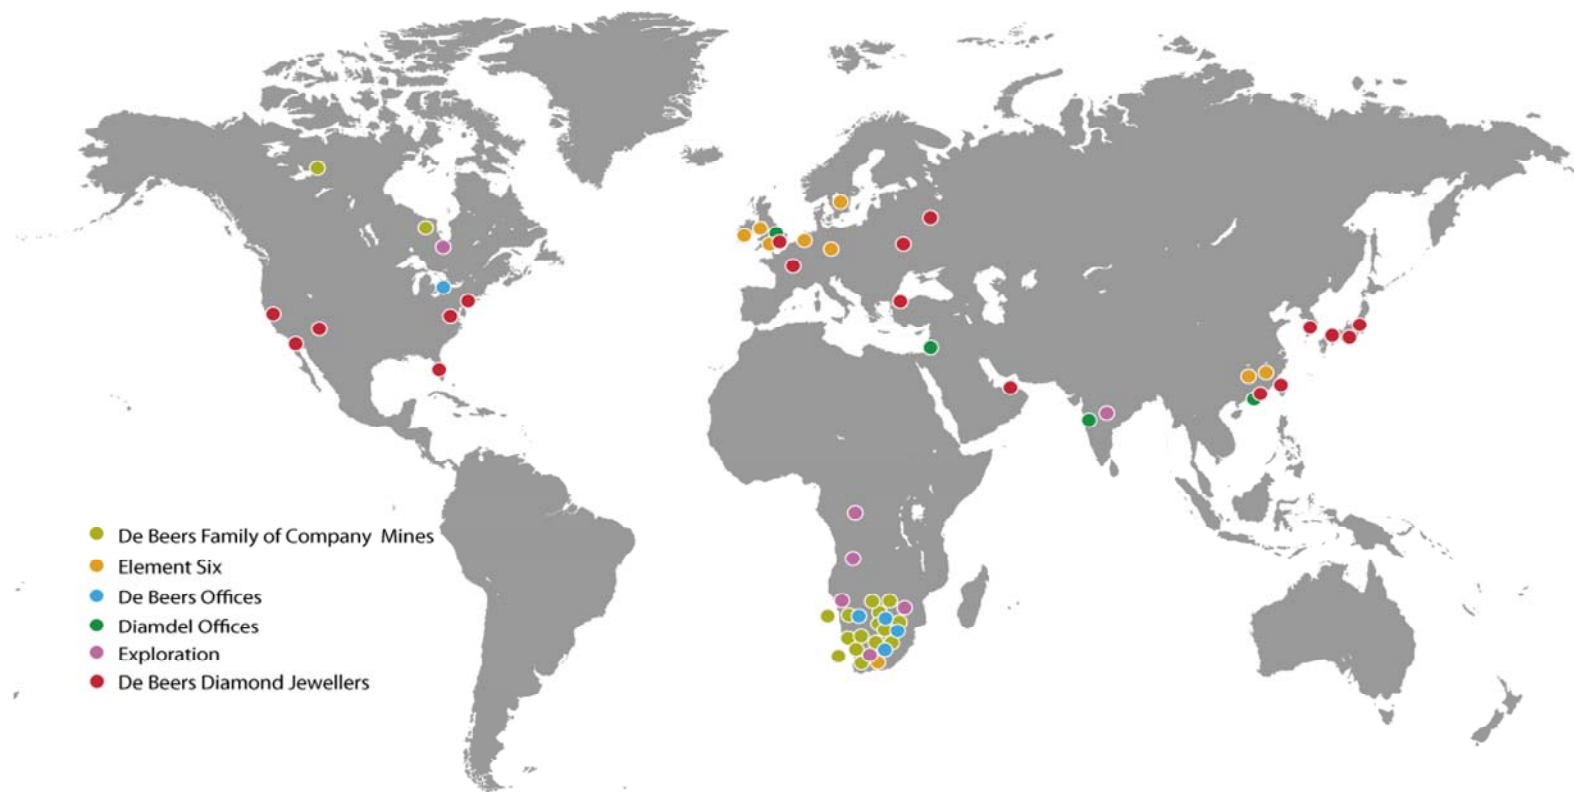 De Beers Family of Company Mines
Element Six
De Beers Offices
Diamdel Offices
Exploration
De Beers Diamond Jewellers